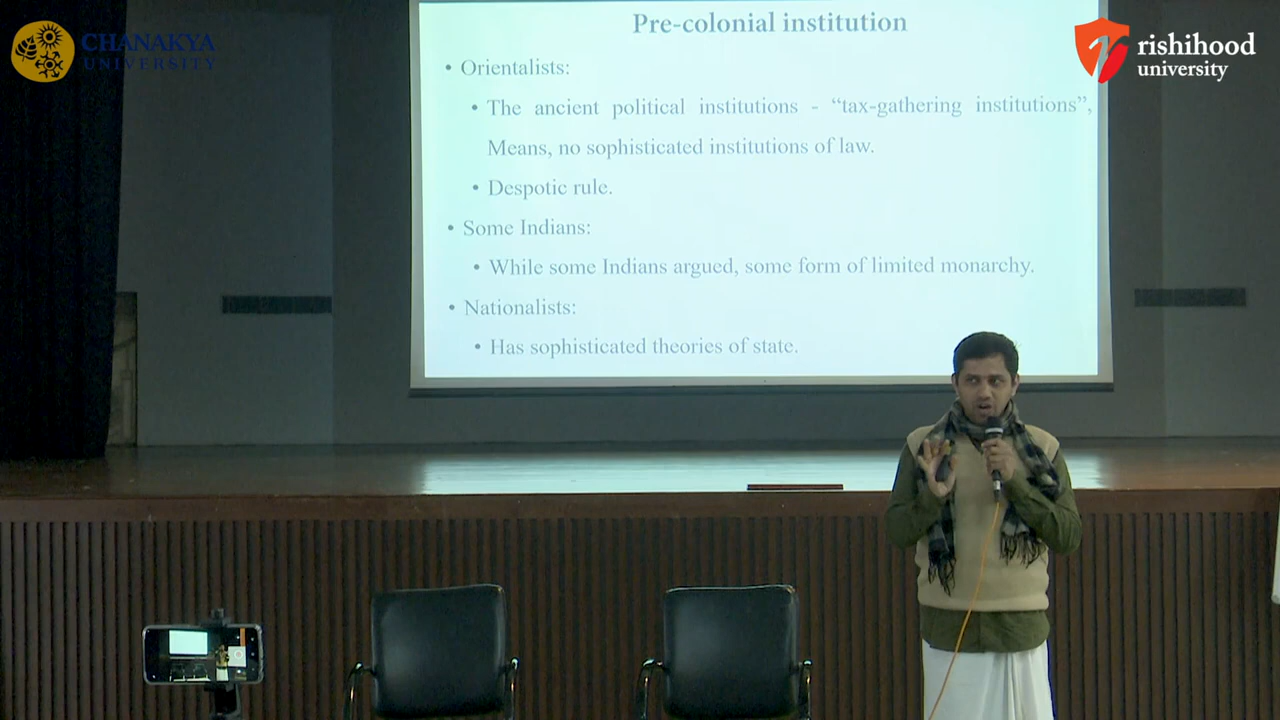 CHANAKYA
UNIVERSITY
rishihood
university
Pre-colonial institution
• Orientalists:
• The ancient political institutions - “tax-gathering institutions”,
Means, no sophisticated institutions of law.
• Despotic rule.
• Some Indians:
• While some Indians argued, some form of limited monarchy.
• Nationalists:
• Has sophisticated theories of state.